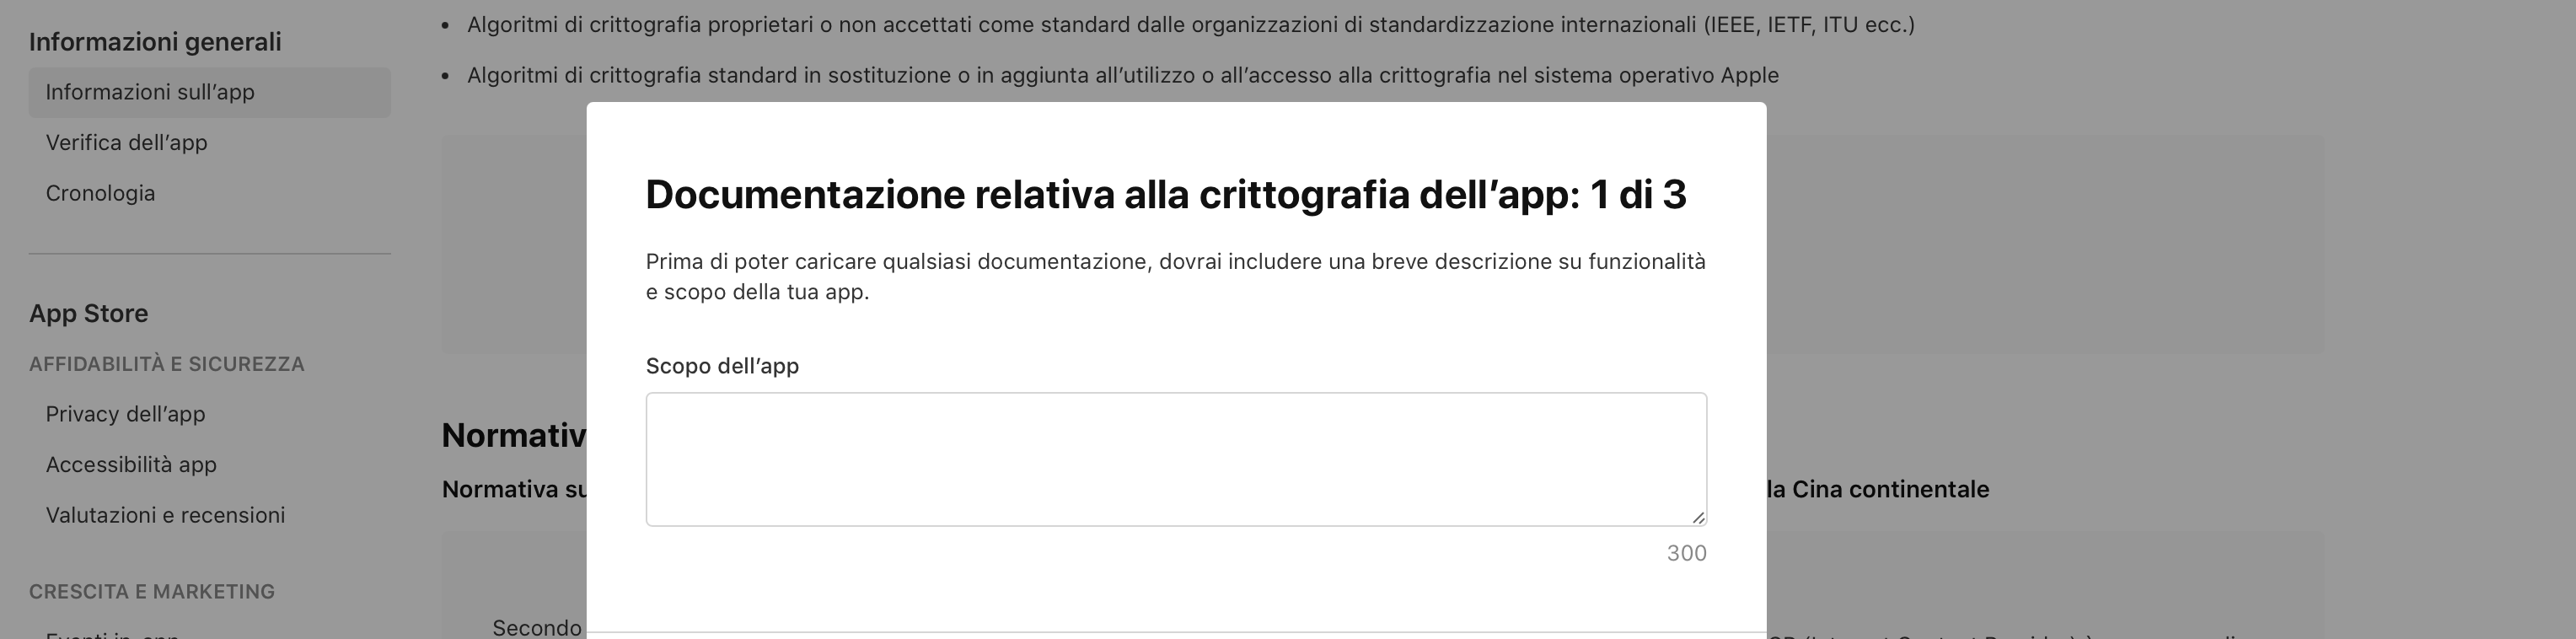 Informazioni generali
Informazioni sull'app
Verifica dell'app
Cronologia
App Store
AFFIDABILITÀ E SICUREZZA
Privacy dell'app
Accessibilità app
Valutazioni e recensioni
CRESCITA E MARKETING
• Algoritmi di crittografia proprietari o non accettati come standard dalle organizzazioni di standardizzazione internazionali (IEEE, IETF, ITU ecc.)
• Algoritmi di crittografia standard in sostituzione o in aggiunta all'utilizzo o all'accesso alla crittografia nel sistema operativo Apple
Documentazione relativa alla crittografia dell'app: 1 di 3
Prima di poter caricare qualsiasi documentazione, dovrai includere una breve descrizione su funzionalità
e scopo della tua app.
Scopo dell'app
300
Normativ
Normativa su
la Cina continentale
Secondo